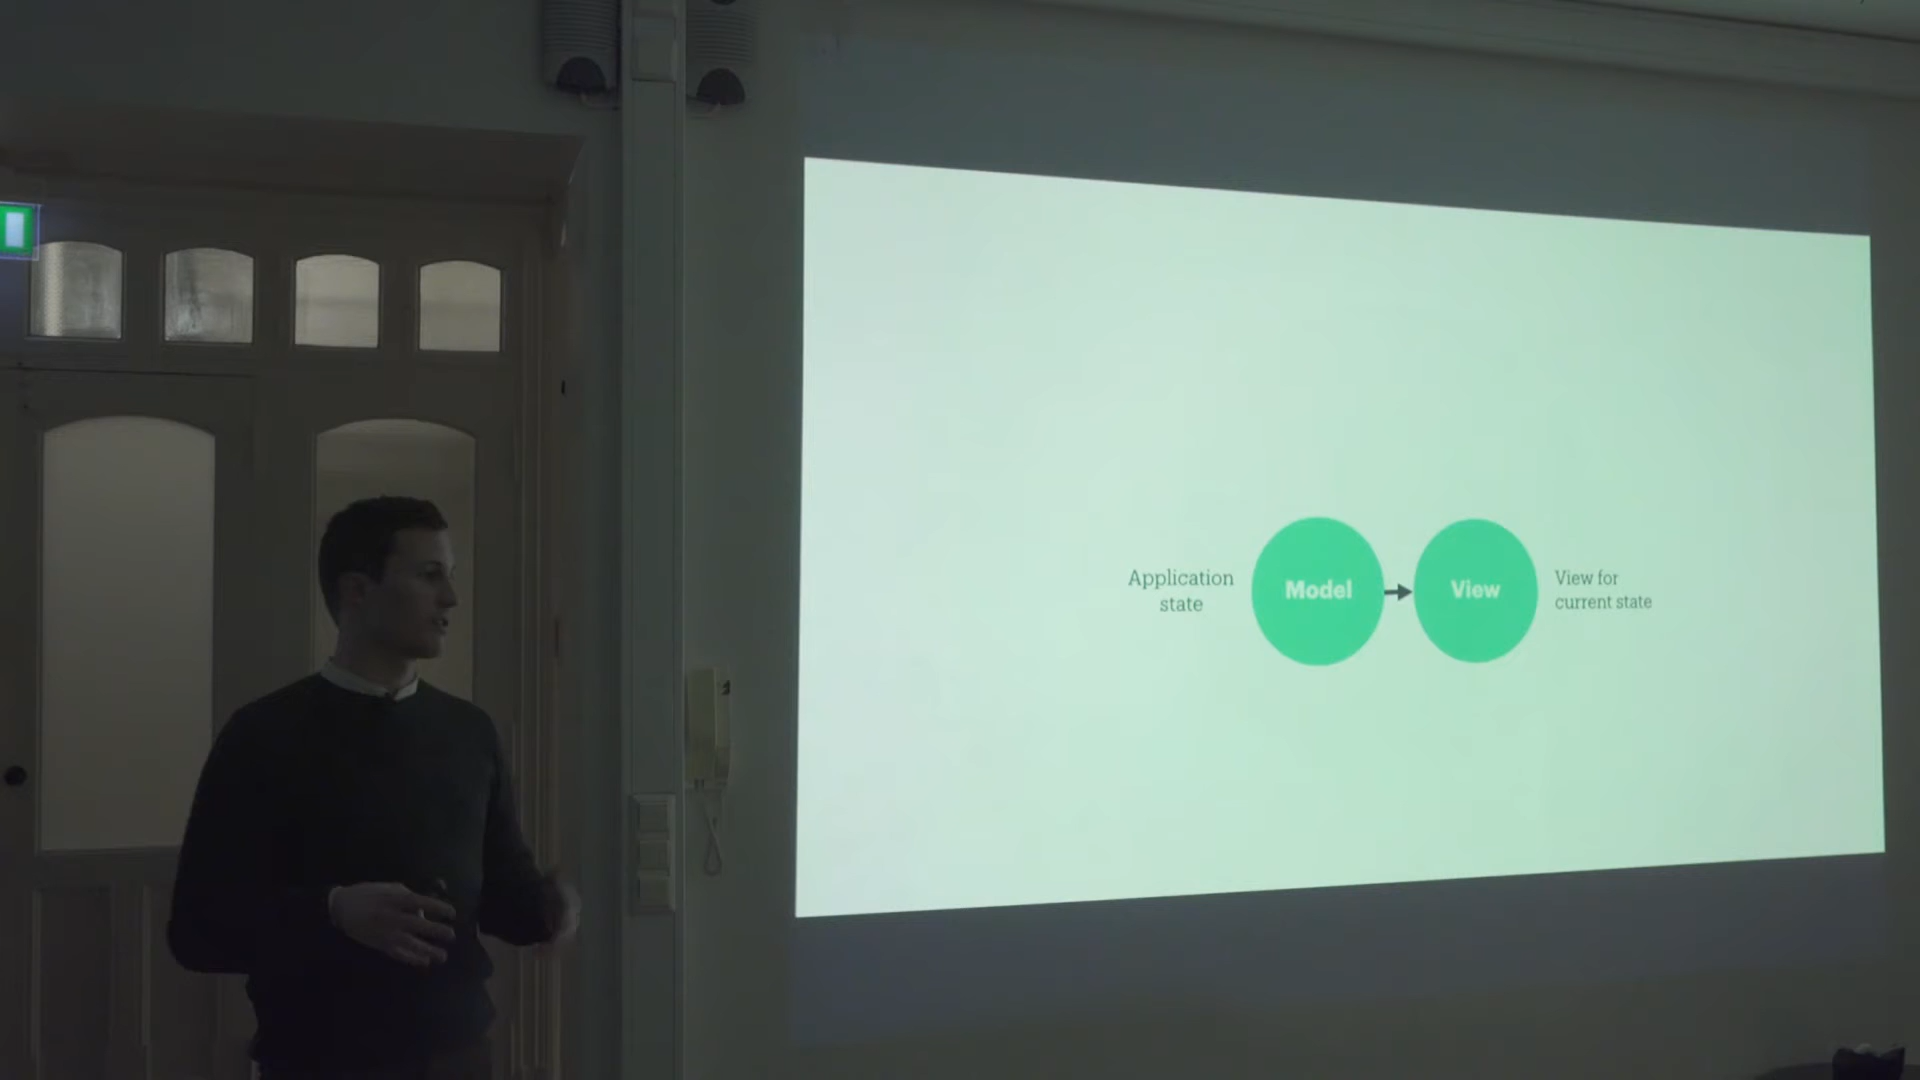 Application
state
Model
View
View for
current state